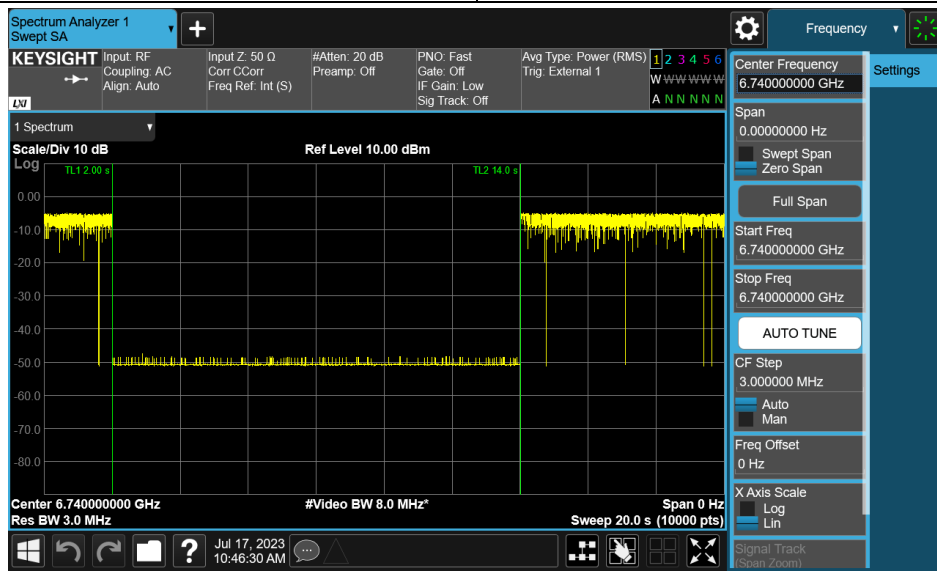 Spectrum Analyzer 1
Swept SA
Frequency
KEYSIGHT
Input: RF
Coupling: AC
Align: Auto
Input Z: 50 Ω
Corr CCorr
Freq Ref: Int (S)
#Atten: 20 dB
Preamp: Off
PNO: Fast
Gate: Off
IF Gain: Low
Sig Track: Off
Avg Type: Power (RMS)
Trig: External 1
1 2 3 4 5 6
W W W W W W
A N N N N N
LXI
1 Spectrum
Scale/Div 10 dB
Ref Level 10.00 dBm
Log
TL1 2.00 s
TL2 14.0 s
0.00
-10.0
-20.0
-30.0
-40.0
-50.0
-60.0
-70.0
-80.0
Center 6.740000000 GHz
#Video BW 8.0 MHz*
Span 0 Hz
Res BW 3.0 MHz
Sweep 20.0 s (10000 pts)
Jul 17, 2023
10:46:30 AM
Center Frequency
6.740000000 GHz
Settings
Span
0.00000000 Hz
Swept Span
Zero Span
Full Span
Start Freq
6.740000000 GHz
Stop Freq
6.740000000 GHz
AUTO TUNE
CF Step
3.000000 MHz
Auto
Man
Freq Offset
0 Hz
X Axis Scale
Log
Lin
Signal Track
(Span Zoom)